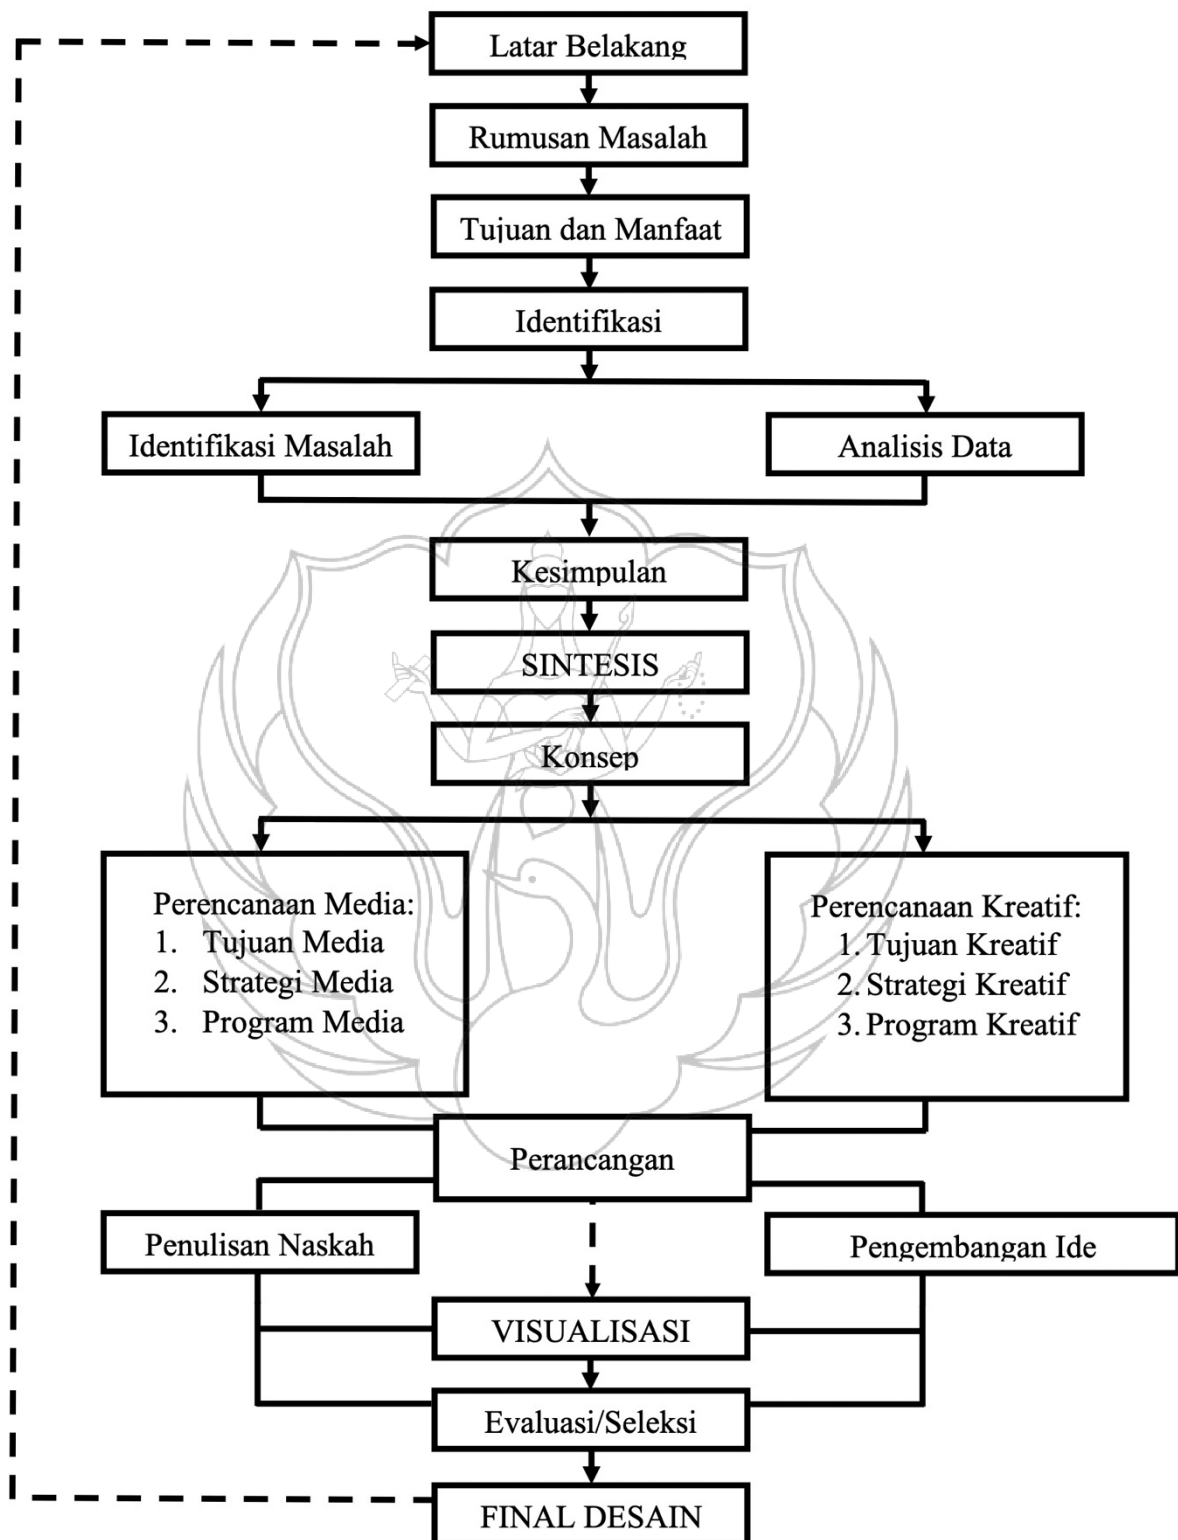 Latar Belakang
Rumusan Masalah
Tujuan dan Manfaat
Identifikasi
Identifikasi Masalah
Analisis Data
Kesimpulan
SINTESIS
Konsep
Perencanaan Media:
1. Tujuan Media
2. Strategi Media
3. Program Media
Perencanaan Kreatif:
1. Tujuan Kreatif
2. Strategi Kreatif
3. Program Kreatif
Perancangan
Penulisan Naskah
Pengembangan Ide
VISUALISASI
Evaluasi/Seleksi
FINAL DESAIN